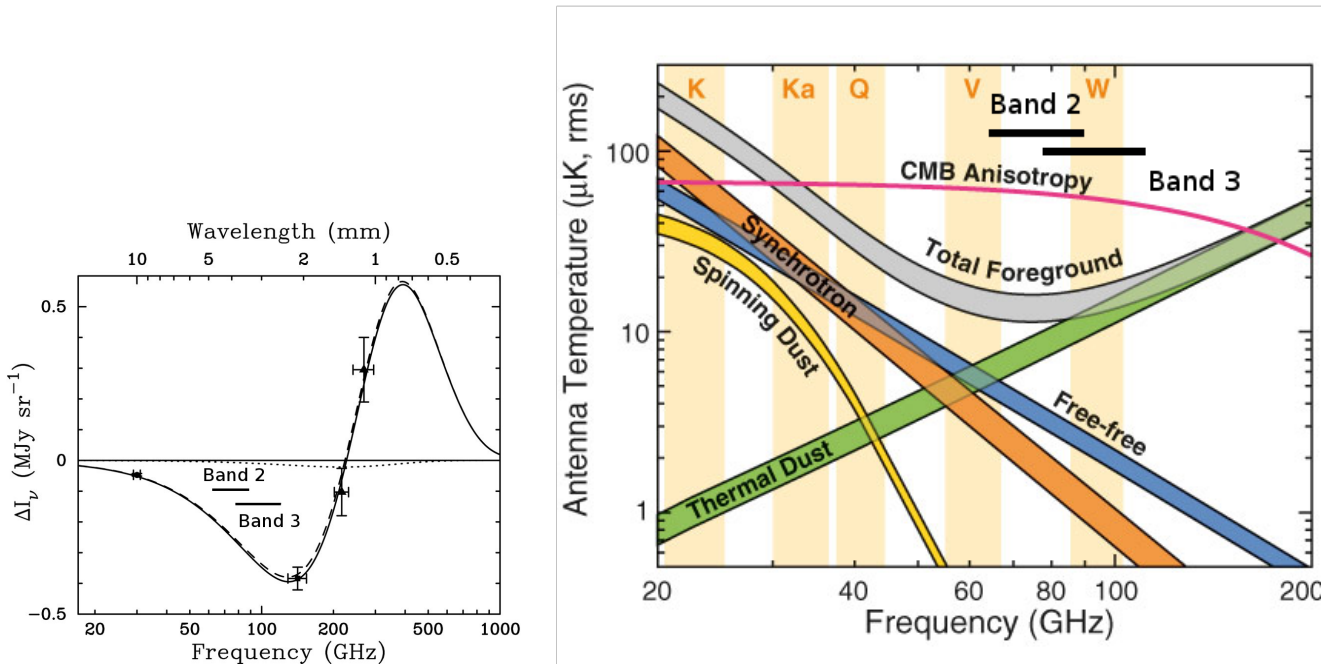 Wavelength (mm)
10 5 2 1 0.5
0.5
0
-0.5
ΔIν (MJy sr⁻¹)
Band 2
Band 3
20 50 100 200 500 1000
Frequency (GHz)
K Ka Q V W
Band 2
Band 3
CMB Anisotropy
Total Foreground
Synchrotron
Spinning Dust
Free-free
Thermal Dust
100
10
1
Antenna Temperature (μK, rms)
20 40 60 80 100 200
Frequency (GHz)